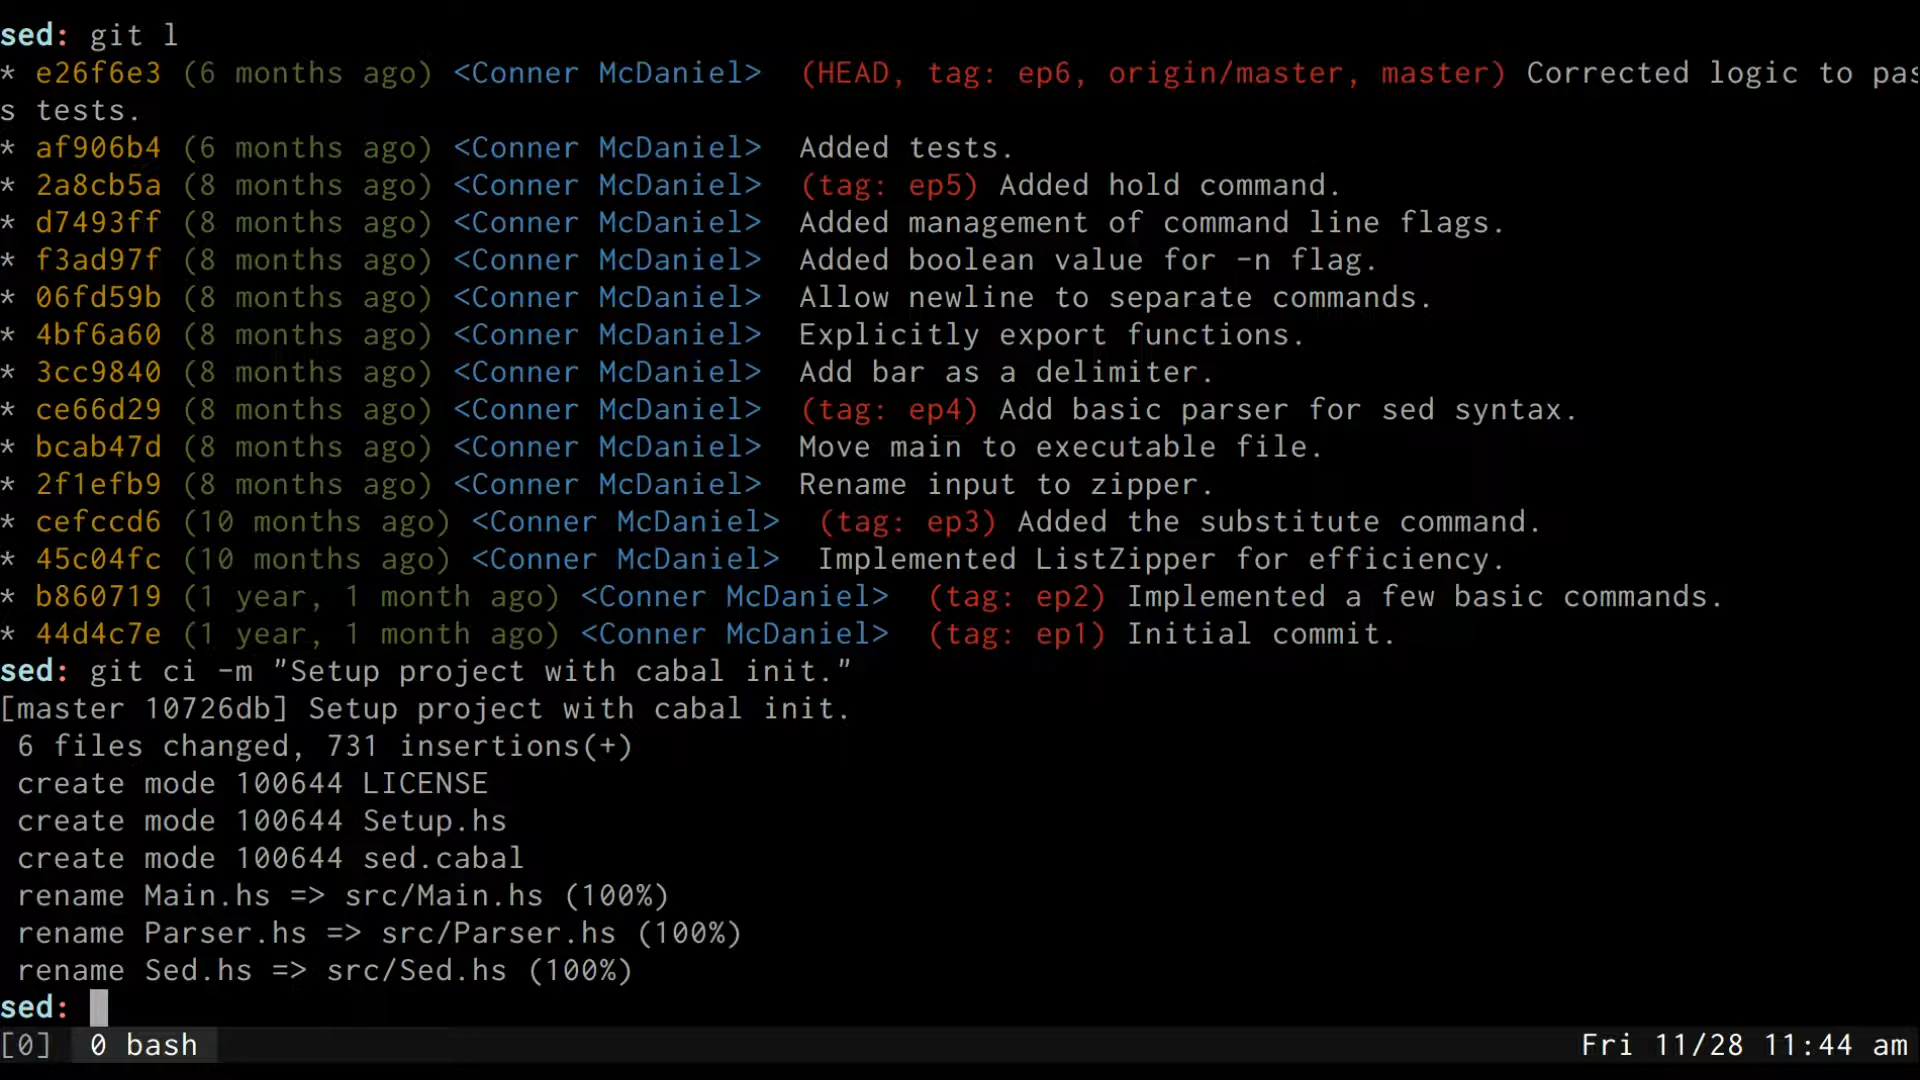 sed: git l
* e26f6e3 (6 months ago) <Conner McDaniel>  (HEAD, tag: ep6, origin/master, master) Corrected logic to pas
s tests.
* af906b4 (6 months ago) <Conner McDaniel>  Added tests.
* 2a8cb5a (8 months ago) <Conner McDaniel>  (tag: ep5) Added hold command.
* d7493ff (8 months ago) <Conner McDaniel>  Added management of command line flags.
* f3ad97f (8 months ago) <Conner McDaniel>  Added boolean value for -n flag.
* 06fd59b (8 months ago) <Conner McDaniel>  Allow newline to separate commands.
* 4bf6a60 (8 months ago) <Conner McDaniel>  Explicitly export functions.
* 3cc9840 (8 months ago) <Conner McDaniel>  Add bar as a delimiter.
* ce66d29 (8 months ago) <Conner McDaniel>  (tag: ep4) Add basic parser for sed syntax.
* bcab47d (8 months ago) <Conner McDaniel>  Move main to executable file.
* 2f1efb9 (8 months ago) <Conner McDaniel>  Rename input to zipper.
* cefccd6 (10 months ago) <Conner McDaniel>  (tag: ep3) Added the substitute command.
* 45c04fc (10 months ago) <Conner McDaniel>  Implemented ListZipper for efficiency.
* b860719 (1 year, 1 month ago) <Conner McDaniel>  (tag: ep2) Implemented a few basic commands.
* 44d4c7e (1 year, 1 month ago) <Conner McDaniel>  (tag: ep1) Initial commit.
sed: git ci -m "Setup project with cabal init."
[master 10726db] Setup project with cabal init.
 6 files changed, 731 insertions(+)
 create mode 100644 LICENSE
 create mode 100644 Setup.hs
 create mode 100644 sed.cabal
 rename Main.hs => src/Main.hs (100%)
 rename Parser.hs => src/Parser.hs (100%)
 rename Sed.hs => src/Sed.hs (100%)
sed:
[0]  0 bash  Fri 11/28 11:44 am